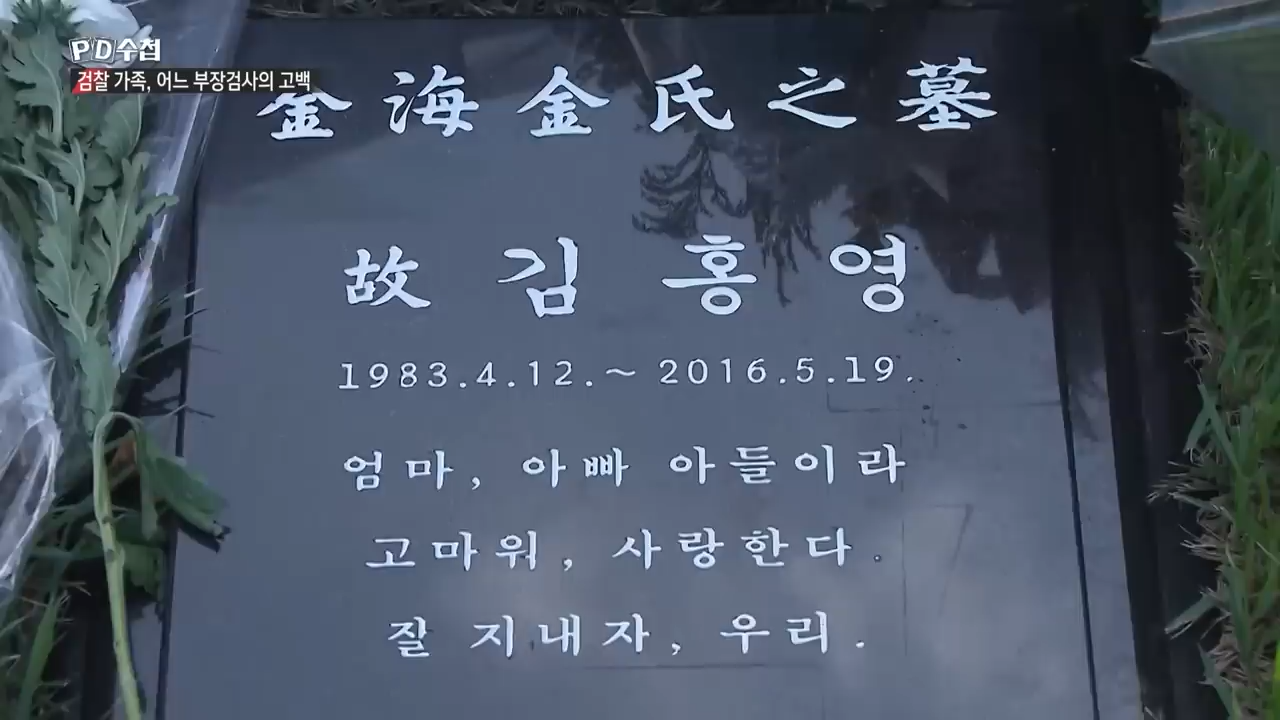 PD수첩
검찰 가족, 어느 부장검사의 고백
金海金氏之墓
故 김홍영
1983.4.12.~ 2016.5.19.
엄마, 아빠 아들이라
고마워, 사랑한다.
잘 지내자, 우리.